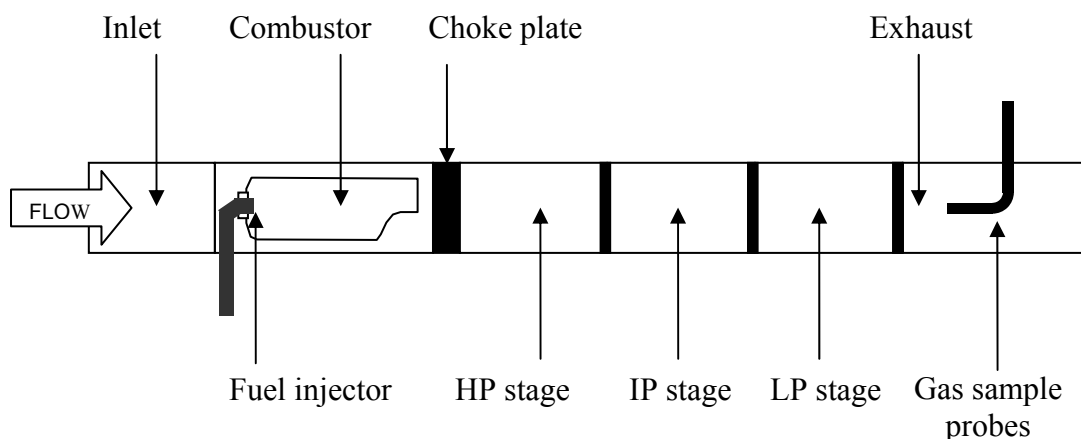 Inlet
Combustor
Choke plate
Exhaust
FLOW
Fuel injector
HP stage
IP stage
LP stage
Gas sample
probes